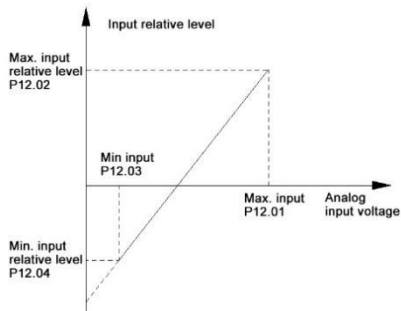 Input relative level
Max. input
relative level
P12.02
Min input
P12.03
Max. input
P12.01
Analog
input voltage
Min. input
relative level
P12.04